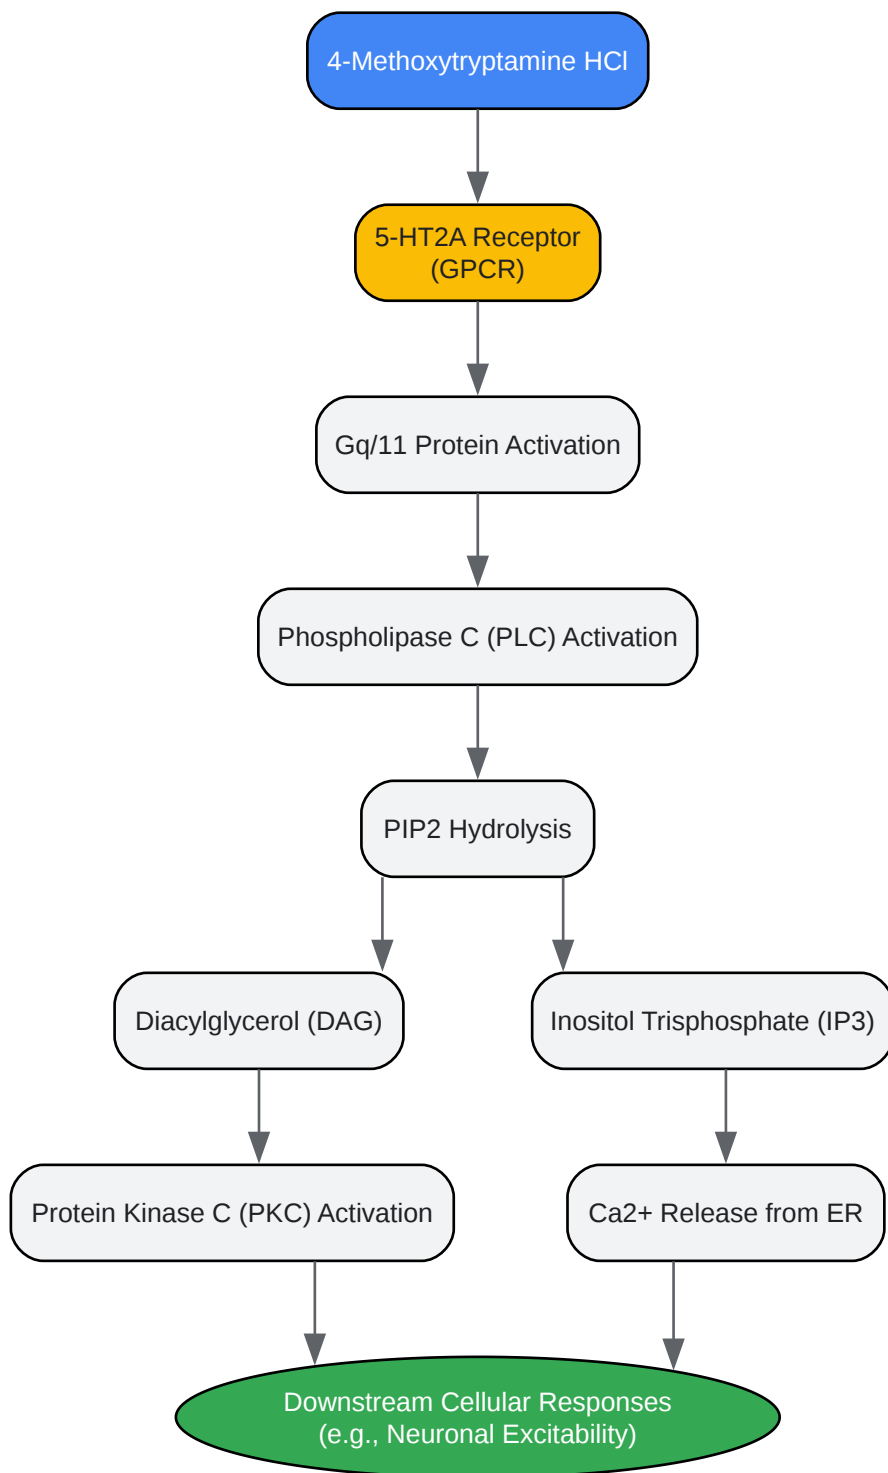 4-Methoxytryptamine HCl
5-HT2A Receptor
(GPCR)
Gq/11 Protein Activation
Phospholipase C (PLC) Activation
PIP2 Hydrolysis
Diacylglycerol (DAG)
Inositol Trisphosphate (IP3)
Protein Kinase C (PKC) Activation
Ca2+ Release from ER
Downstream Cellular Responses
(e.g., Neuronal Excitability)